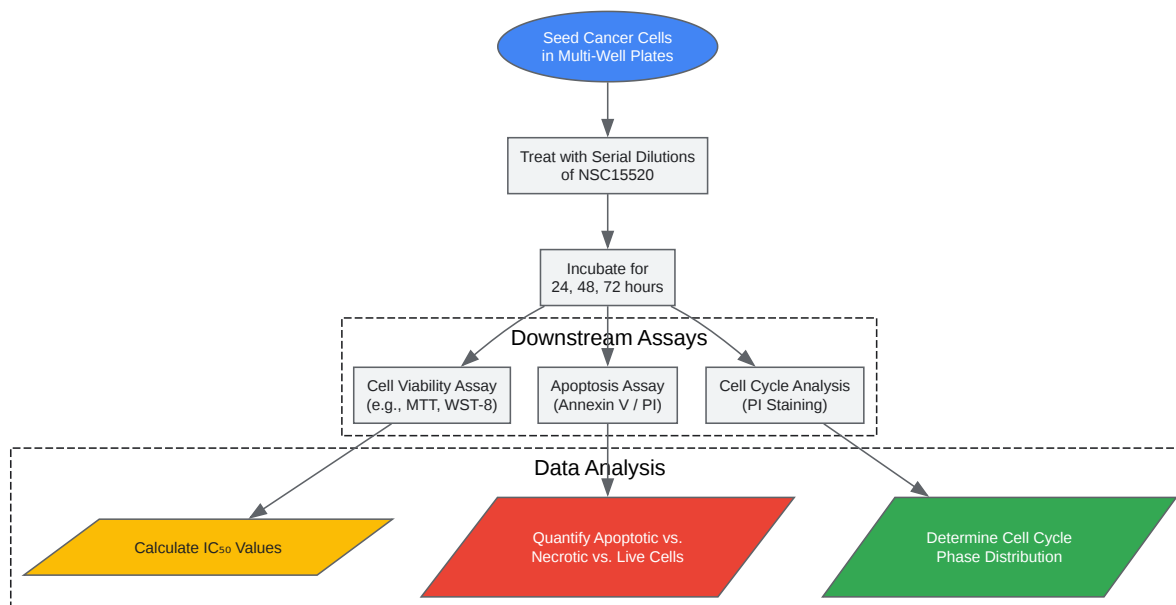 Seed Cancer Cells
in Multi-Well Plates
Treat with Serial Dilutions
of NSC15520
Incubate for
24, 48, 72 hours
Downstream Assays
Cell Viability Assay
(e.g., MTT, WST-8)
Apoptosis Assay
(Annexin V / PI)
Cell Cycle Analysis
(PI Staining)
Data Analysis
Calculate IC₅₀ Values
Quantify Apoptotic vs.
Necrotic vs. Live Cells
Determine Cell Cycle
Phase Distribution